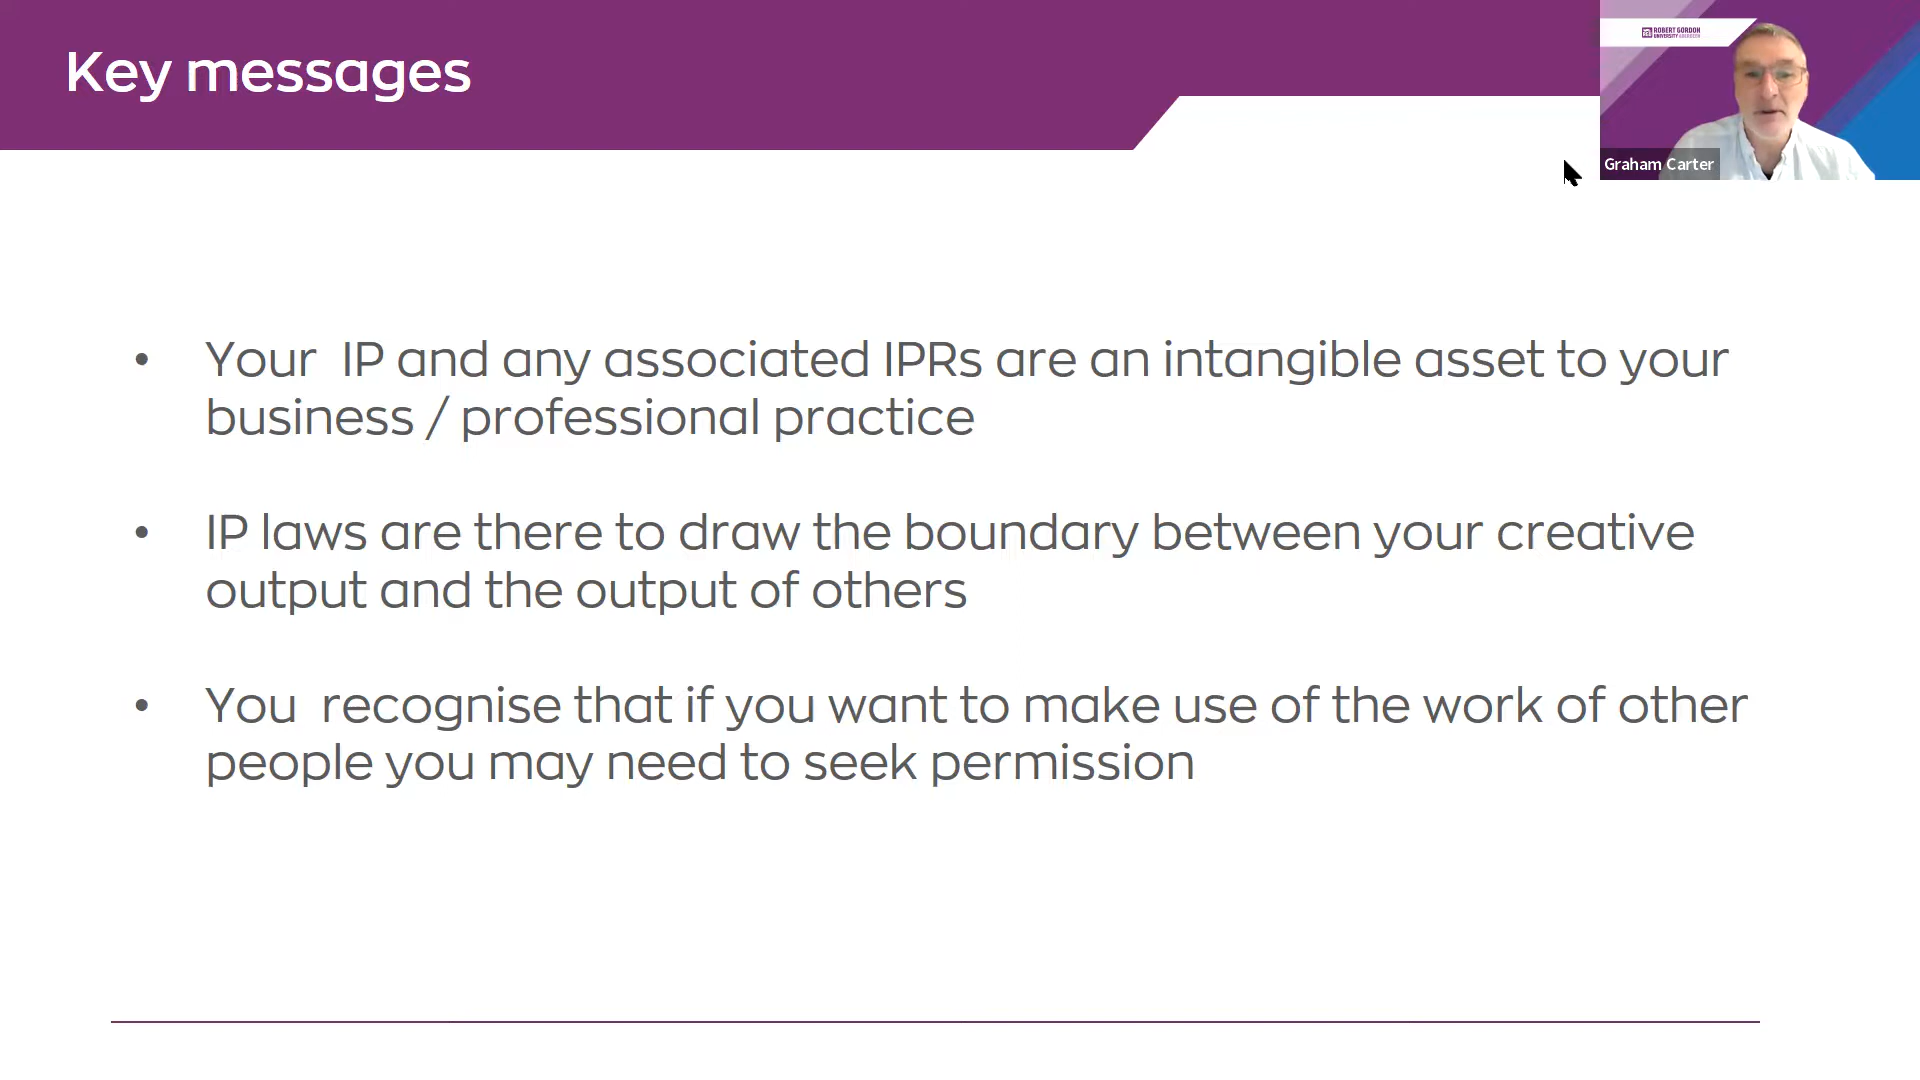 Key messages
ROBERT GORDON
UNIVERSITY ABERDEEN
Graham Carter
• Your  IP and any associated IPRs are an intangible asset to your
business / professional practice
• IP laws are there to draw the boundary between your creative
output and the output of others
• You  recognise that if you want to make use of the work of other
people you may need to seek permission